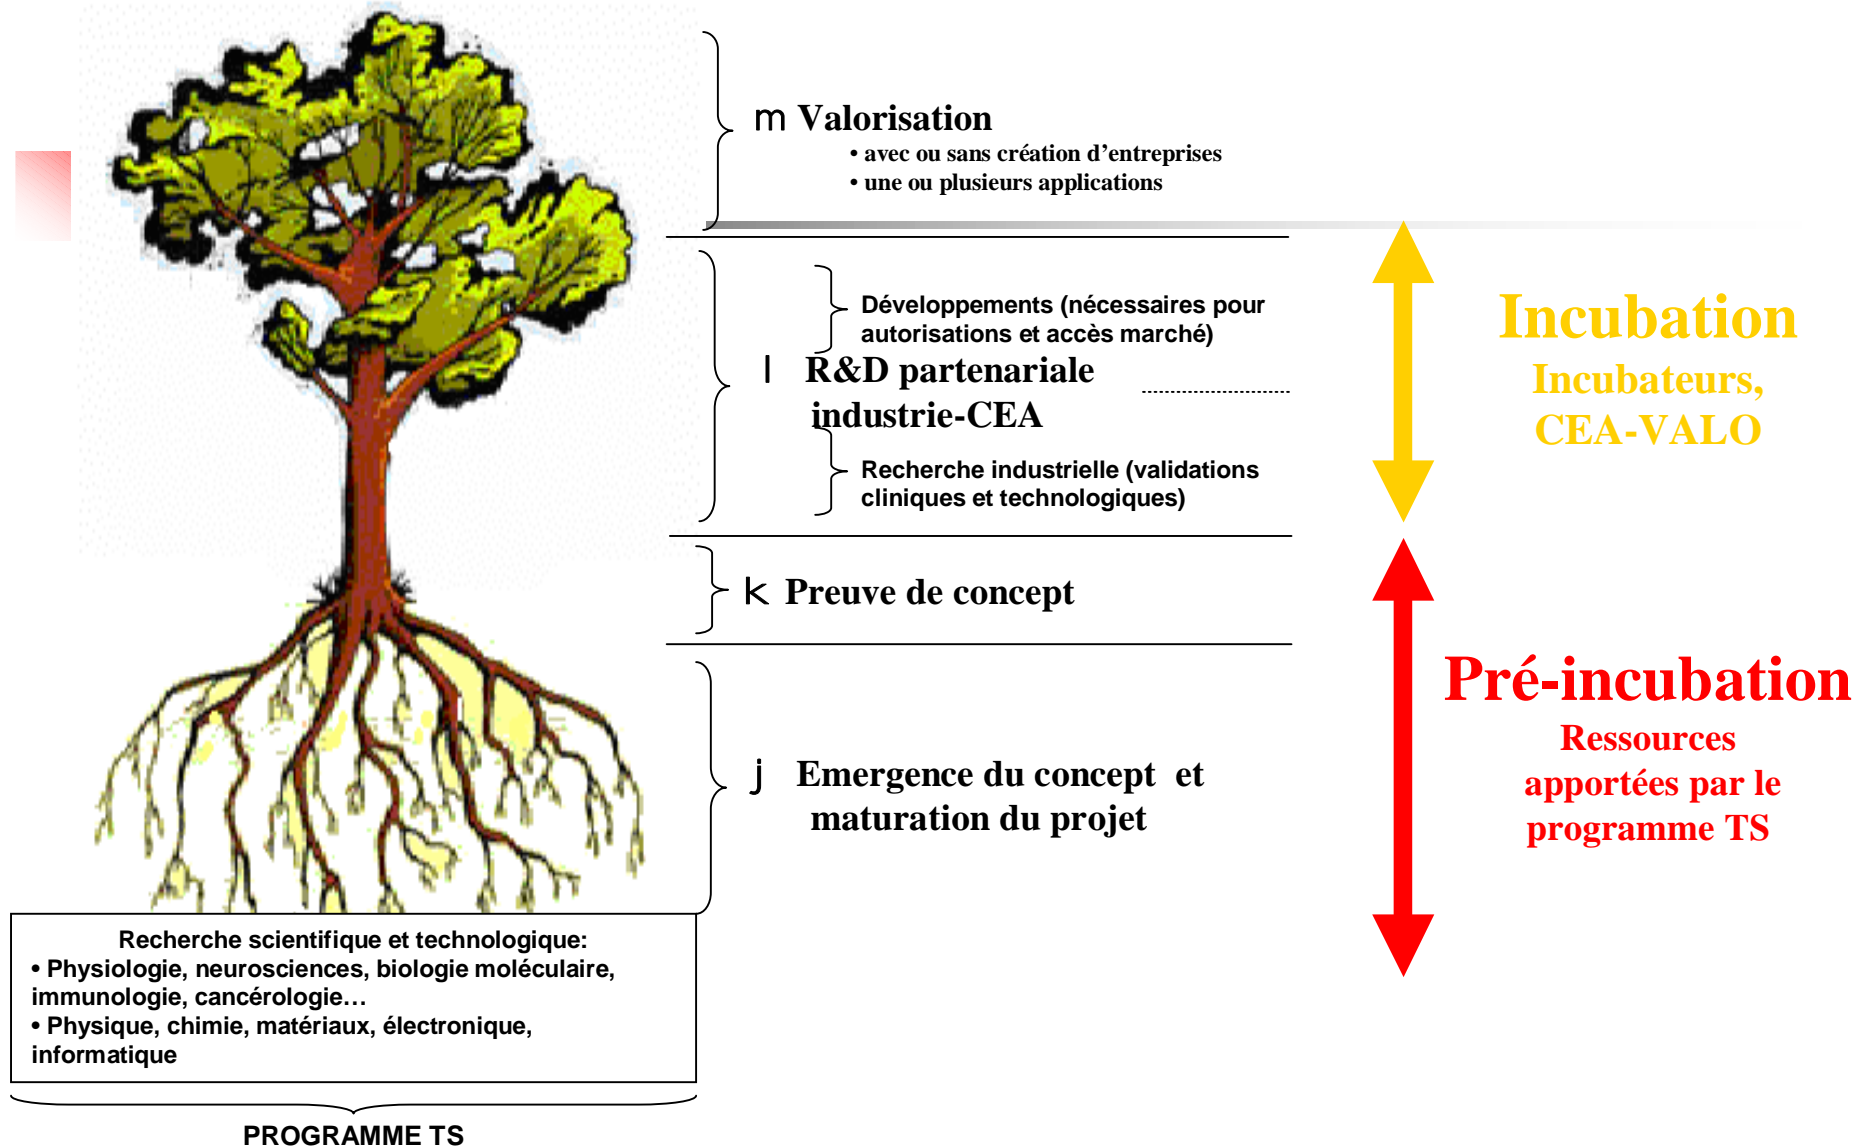 m Valorisation
• avec ou sans création d’entreprises
• une ou plusieurs applications
Développements (nécessaires pour
autorisations et accès marché)
l R&D partenariale
industrie-CEA
Recherche industrielle (validations
cliniques et technologiques)
k Preuve de concept
j Emergence du concept et
maturation du projet
Incubation
Incubateurs,
CEA-VALO
Pré-incubation
Ressources
apportées par le
programme TS
Recherche scientifique et technologique:
• Physiologie, neurosciences, biologie moléculaire,
immunologie, cancérologie…
• Physique, chimie, matériaux, électronique,
informatique
PROGRAMME TS